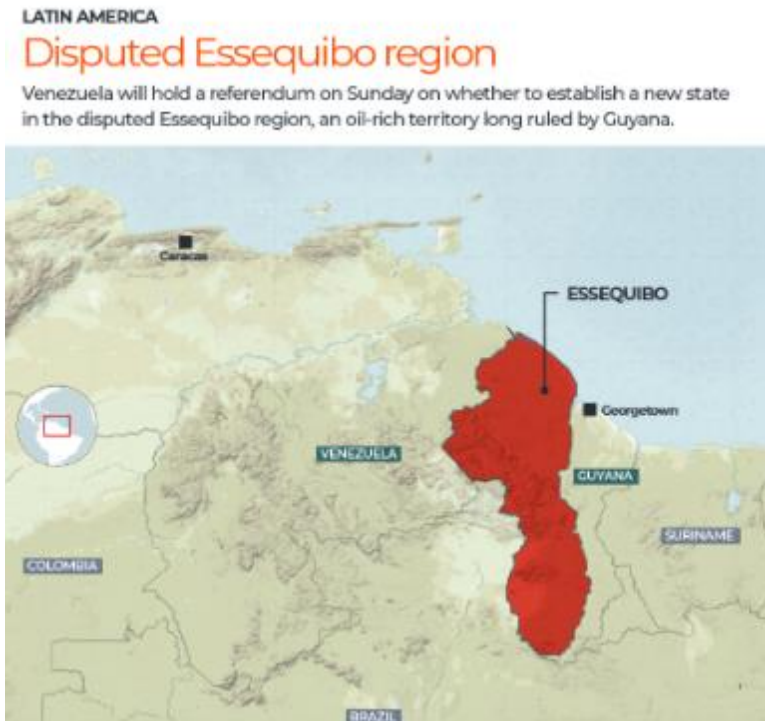 LATIN AMERICA
Disputed Essequibo region
Venezuela will hold a referendum on Sunday on whether to establish a new state
in the disputed Essequibo region, an oil-rich territory long ruled by Guyana.
Caracas
ESSEQUIBO
Georgetown
VENEZUELA
GUYANA
SURINAME
COLOMBIA
BRAZIL